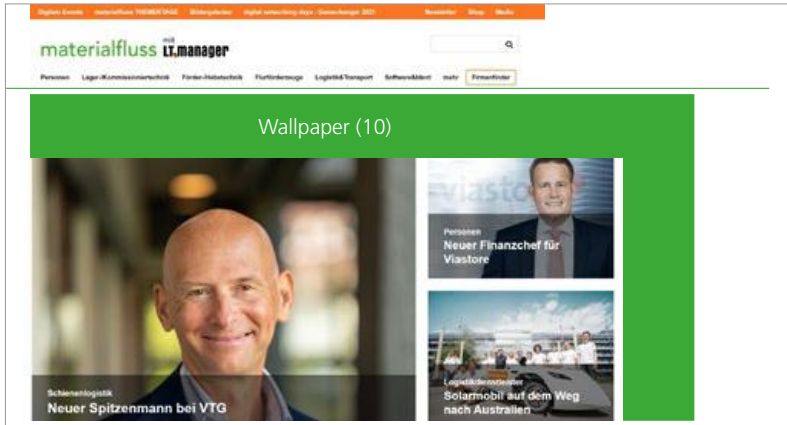 Digitale Events materialfluss THEMENTAGE Bildergalerien digital networking days - Gamechanger 2021 Newsletter Shop Media
materialfluss mit LT.manager
Personen Lager-/Kommissioniertechnik Förder-/Hebetechnik Flurförderzeuge Logistik&Transport Software&Ident mehr Firmenfinder
Wallpaper (10)
viastore
Personen
Neuer Finanzchef für
Viastore
Schienenlogistik
Neuer Spitzenmann bei VTG
Logistikdienstleister
Solarmobil auf dem Weg
nach Australien